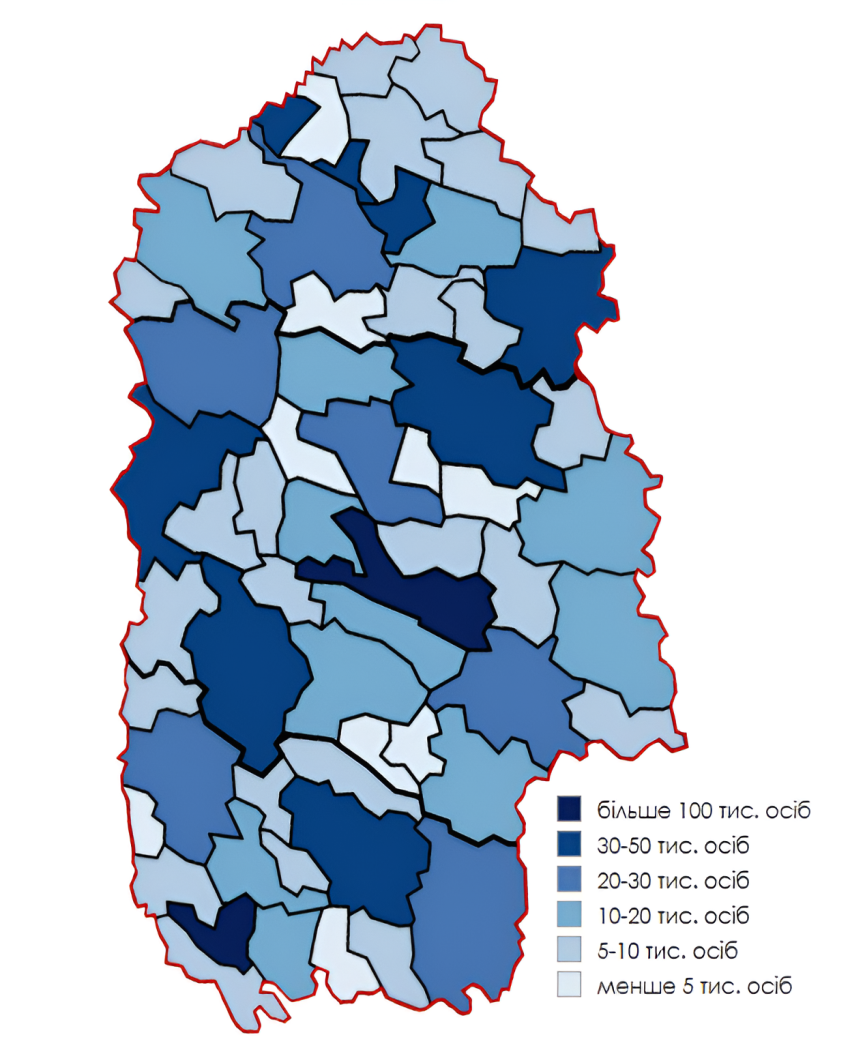 більше 100 тис. осіб
30-50 тис. осіб
20-30 тис. осіб
10-20 тис. осіб
5-10 тис. осіб
менше 5 тис. осіб